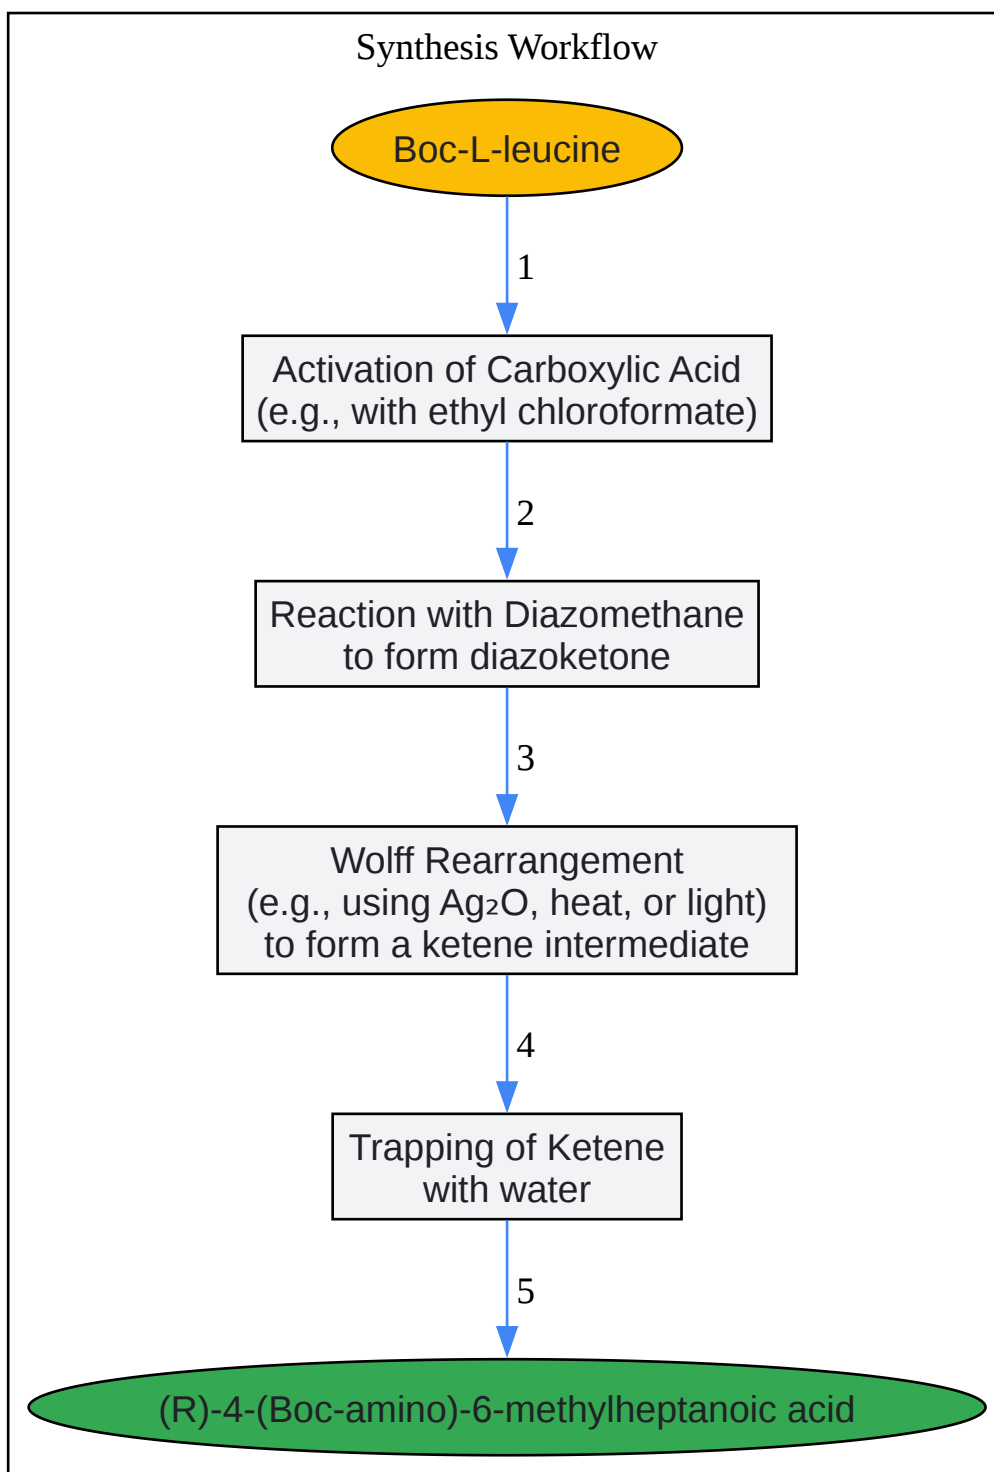 Synthesis Workflow
Boc-L-leucine
1
Activation of Carboxylic Acid
(e.g., with ethyl chloroformate)
2
Reaction with Diazomethane
to form diazoketone
3
Wolff Rearrangement
(e.g., using Ag₂O, heat, or light)
to form a ketene intermediate
4
Trapping of Ketene
with water
5
(R)-4-(Boc-amino)-6-methylheptanoic acid